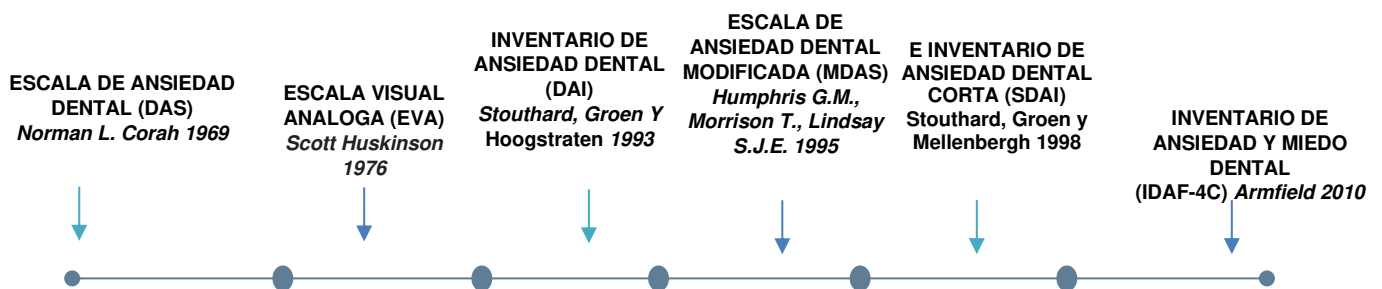 ESCALA DE ANSIEDAD
DENTAL (DAS)
Norman L. Corah 1969
ESCALA VISUAL
ANALOGA (EVA)
Scott Huskinson
1976
INVENTARIO DE
ANSIEDAD DENTAL
(DAI)
Stouthard, Groen Y
Hoogstraten 1993
ESCALA DE
ANSIEDAD DENTAL
MODIFICADA (MDAS)
Humphris G.M.,
Morrison T., Lindsay
S.J.E. 1995
E INVENTARIO DE
ANSIEDAD DENTAL
CORTA (SDAI)
Stouthard, Groen y
Mellenbergh 1998
INVENTARIO DE
ANSIEDAD Y MIEDO
DENTAL
(IDAF-4C) Armfield 2010